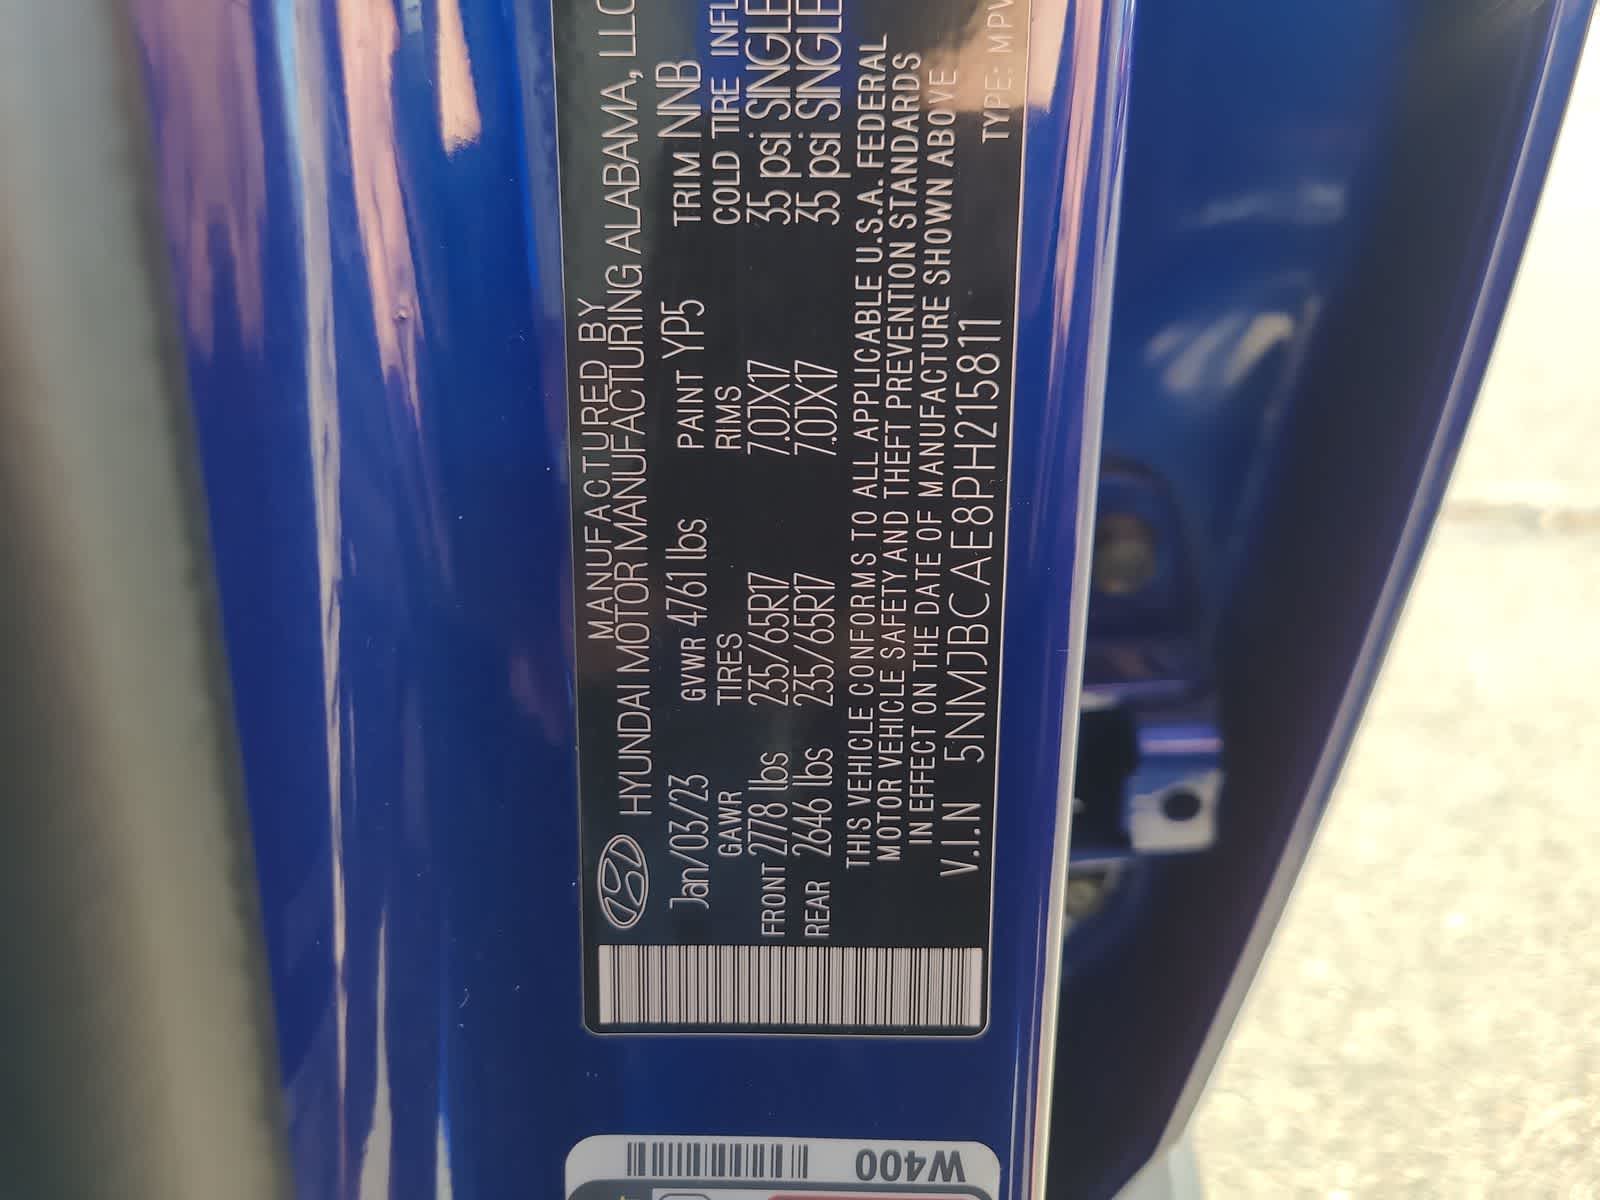 MANUFACTURED BY
HYUNDAI MOTOR MANUFACTURING ALABAMA, LLC
Jan/03/23 GVWR 4761 lbs PAINT YP5 TRIM NNB
GAWR TIRES RIMS COLD TIRE INFL
FRONT 2778 lbs 235/65R17 7.0JX17 35 psi SINGLE
REAR 2646 lbs 235/65R17 7.0JX17 35 psi SINGLE
THIS VEHICLE CONFORMS TO ALL APPLICABLE U.S.A. FEDERAL
MOTOR VEHICLE SAFETY AND THEFT PREVENTION STANDARDS
IN EFFECT ON THE DATE OF MANUFACTURE SHOWN ABOVE
V.I.N 5NMJBCAE8PH215811 TYPE: MPV
W400